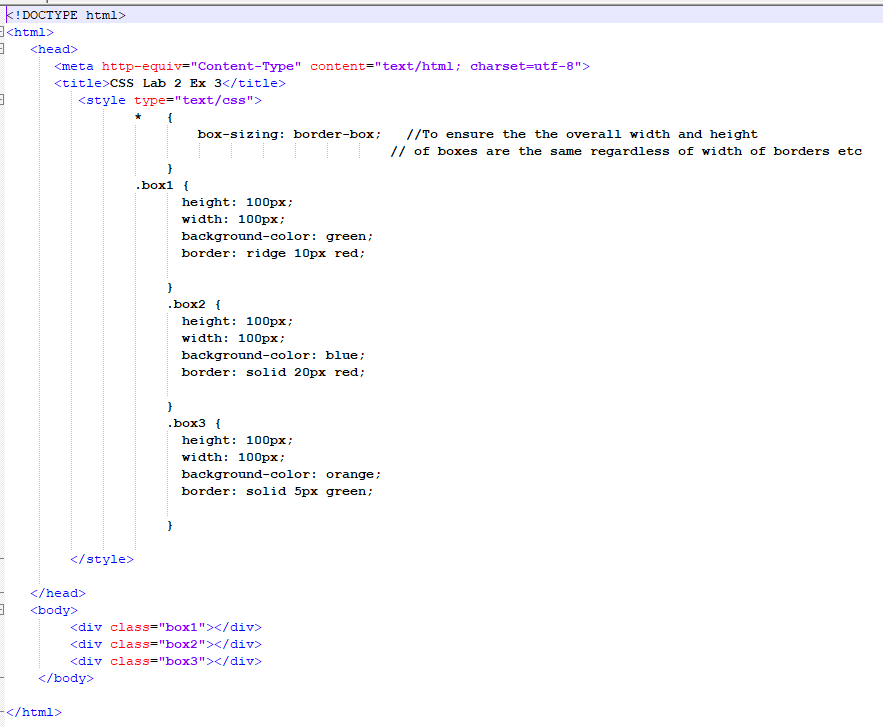 <!DOCTYPE html>
<html>
<head>
<meta http-equiv="Content-Type" content="text/html; charset=utf-8">
<title>CSS Lab 2 Ex 3</title>
<style type="text/css">
* {
box-sizing: border-box; //To ensure the the overall width and height
// of boxes are the same regardless of width of borders etc
}
.box1 {
height: 100px;
width: 100px;
background-color: green;
border: ridge 10px red;
}
.box2 {
height: 100px;
width: 100px;
background-color: blue;
border: solid 20px red;
}
.box3 {
height: 100px;
width: 100px;
background-color: orange;
border: solid 5px green;
}
</style>
</head>
<body>
<div class="box1"></div>
<div class="box2"></div>
<div class="box3"></div>
</body>
</html>